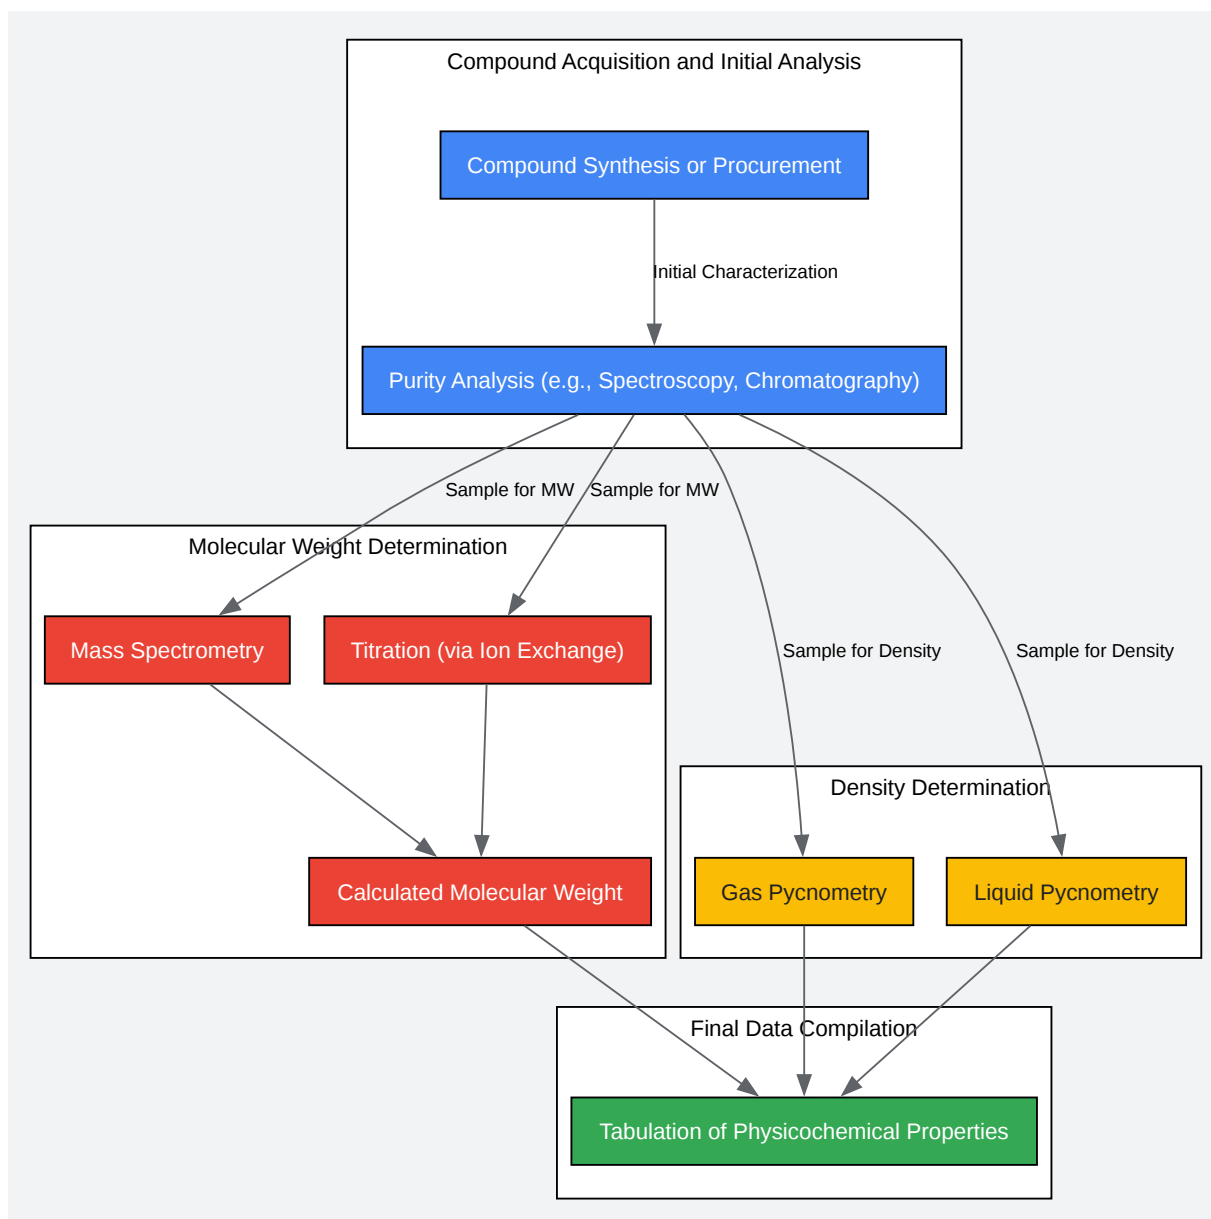 Compound Acquisition and Initial Analysis
Compound Synthesis or Procurement
Initial Characterization
Purity Analysis (e.g., Spectroscopy, Chromatography)
Sample for MW
Sample for MW
Molecular Weight Determination
Mass Spectrometry
Titration (via Ion Exchange)
Sample for Density
Sample for Density
Density Determination
Calculated Molecular Weight
Gas Pycnometry
Liquid Pycnometry
Final Data Compilation
Tabulation of Physicochemical Properties